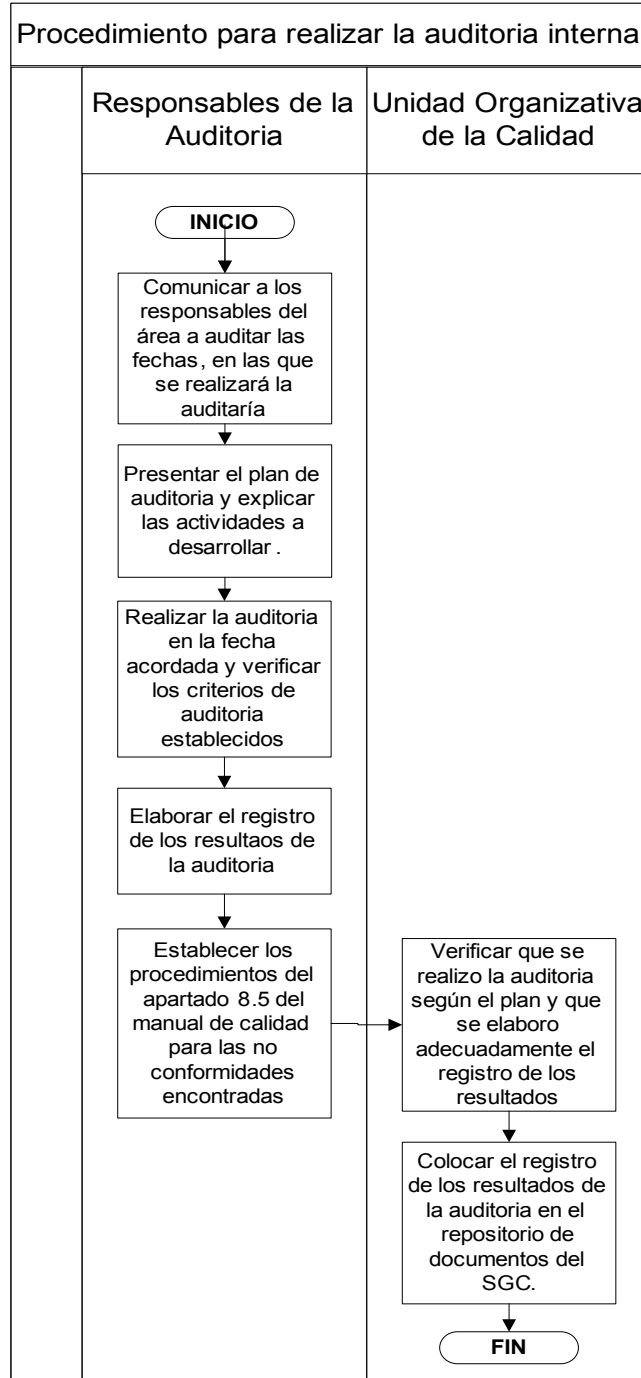 Procedimiento para realizar la auditoria interna
Responsables de la
Auditoria
Unidad Organizativa
de la Calidad
INICIO
Comunicar a los
responsables del
área a auditar las
fechas, en las que
se realizará la
auditaría
Presentar el plan de
auditoria y explicar
las actividades a
desarrollar .
Realizar la auditoria
en la fecha
acordada y verificar
los criterios de
auditoria
establecidos
Elaborar el registro
de los resultaos de
la auditoria
Establecer los
procedimientos del
apartado 8.5 del
manual de calidad
para las no
conformidades
encontradas
Verificar que se
realizo la auditoria
según el plan y que
se elaboro
adecuadamente el
registro de los
resultados
Colocar el registro
de los resultados de
la auditoria en el
repositorio de
documentos del
SGC.
FIN